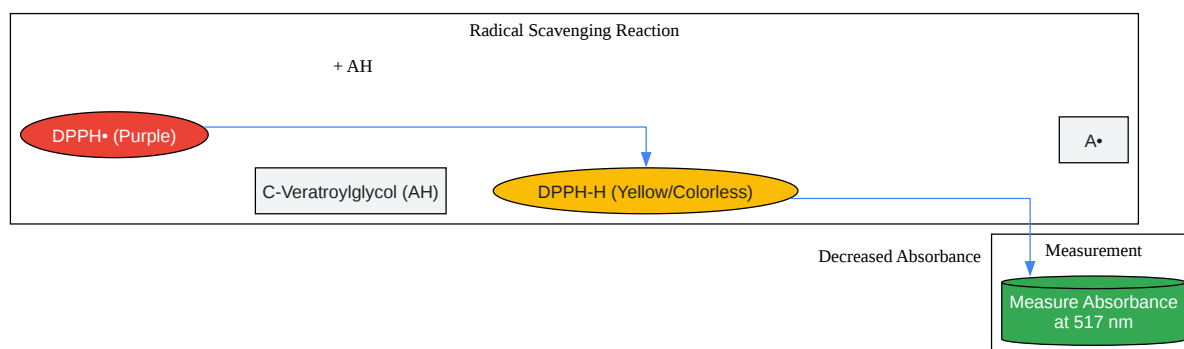 Radical Scavenging Reaction
+ AH
DPPH• (Purple)
A•
C-Veratroylglycol (AH)
DPPH-H (Yellow/Colorless)
Decreased Absorbance
Measurement
Measure Absorbance
at 517 nm